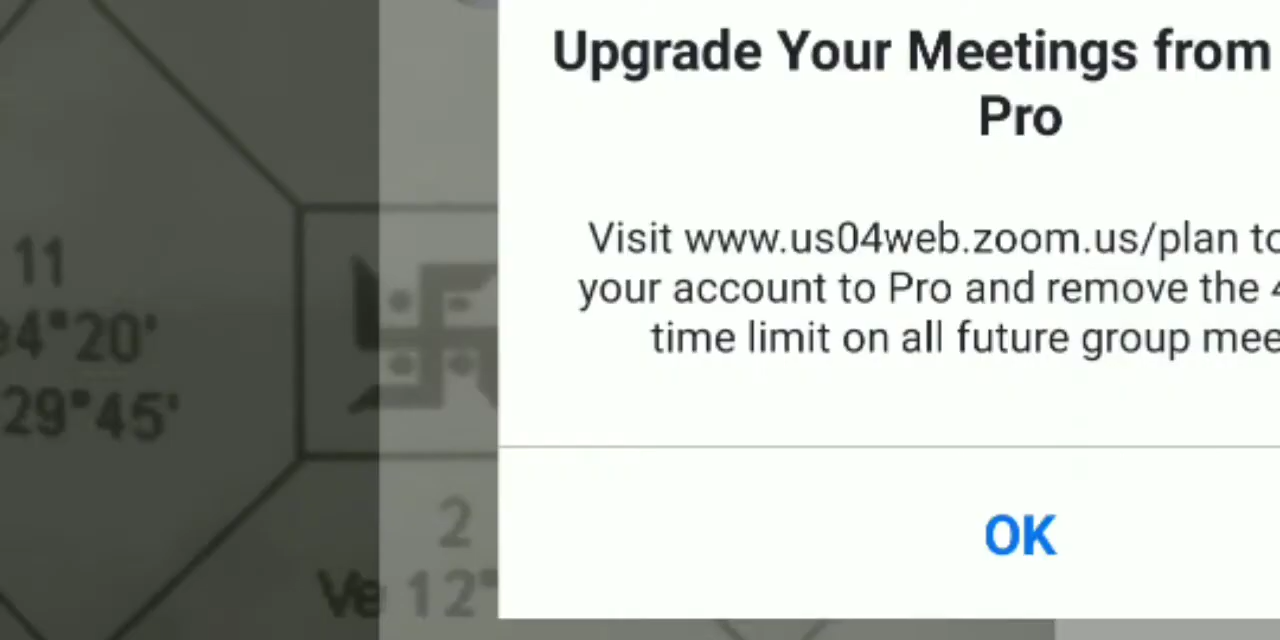 Upgrade Your Meetings from
Pro
Visit www.us04web.zoom.us/plan to
your account to Pro and remove the
time limit on all future group
OK
11
4°20'
29°45'
2
Ve 12°